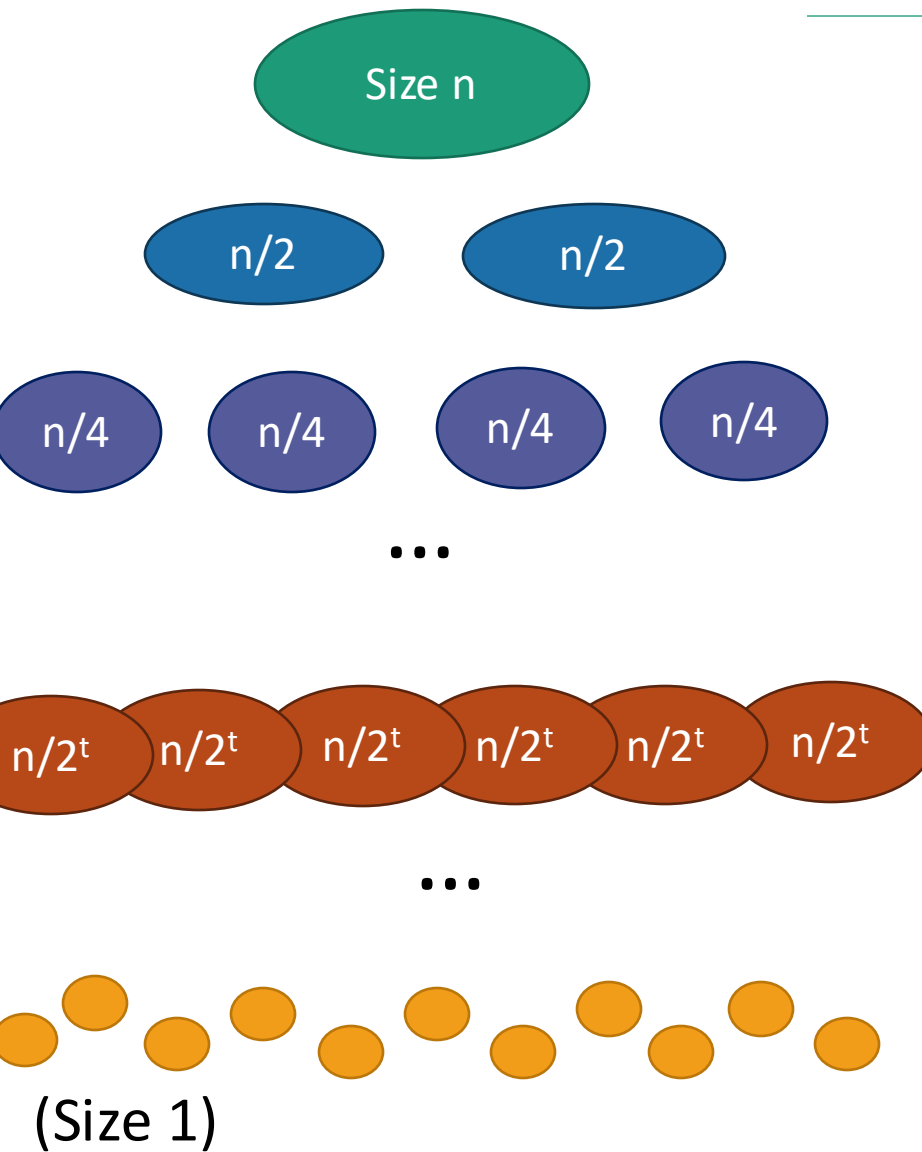 Size n
n/2 n/2
n/4 n/4 n/4 n/4
...
n/2ᵗ n/2ᵗ n/2ᵗ n/2ᵗ n/2ᵗ n/2ᵗ
...
(Size 1)